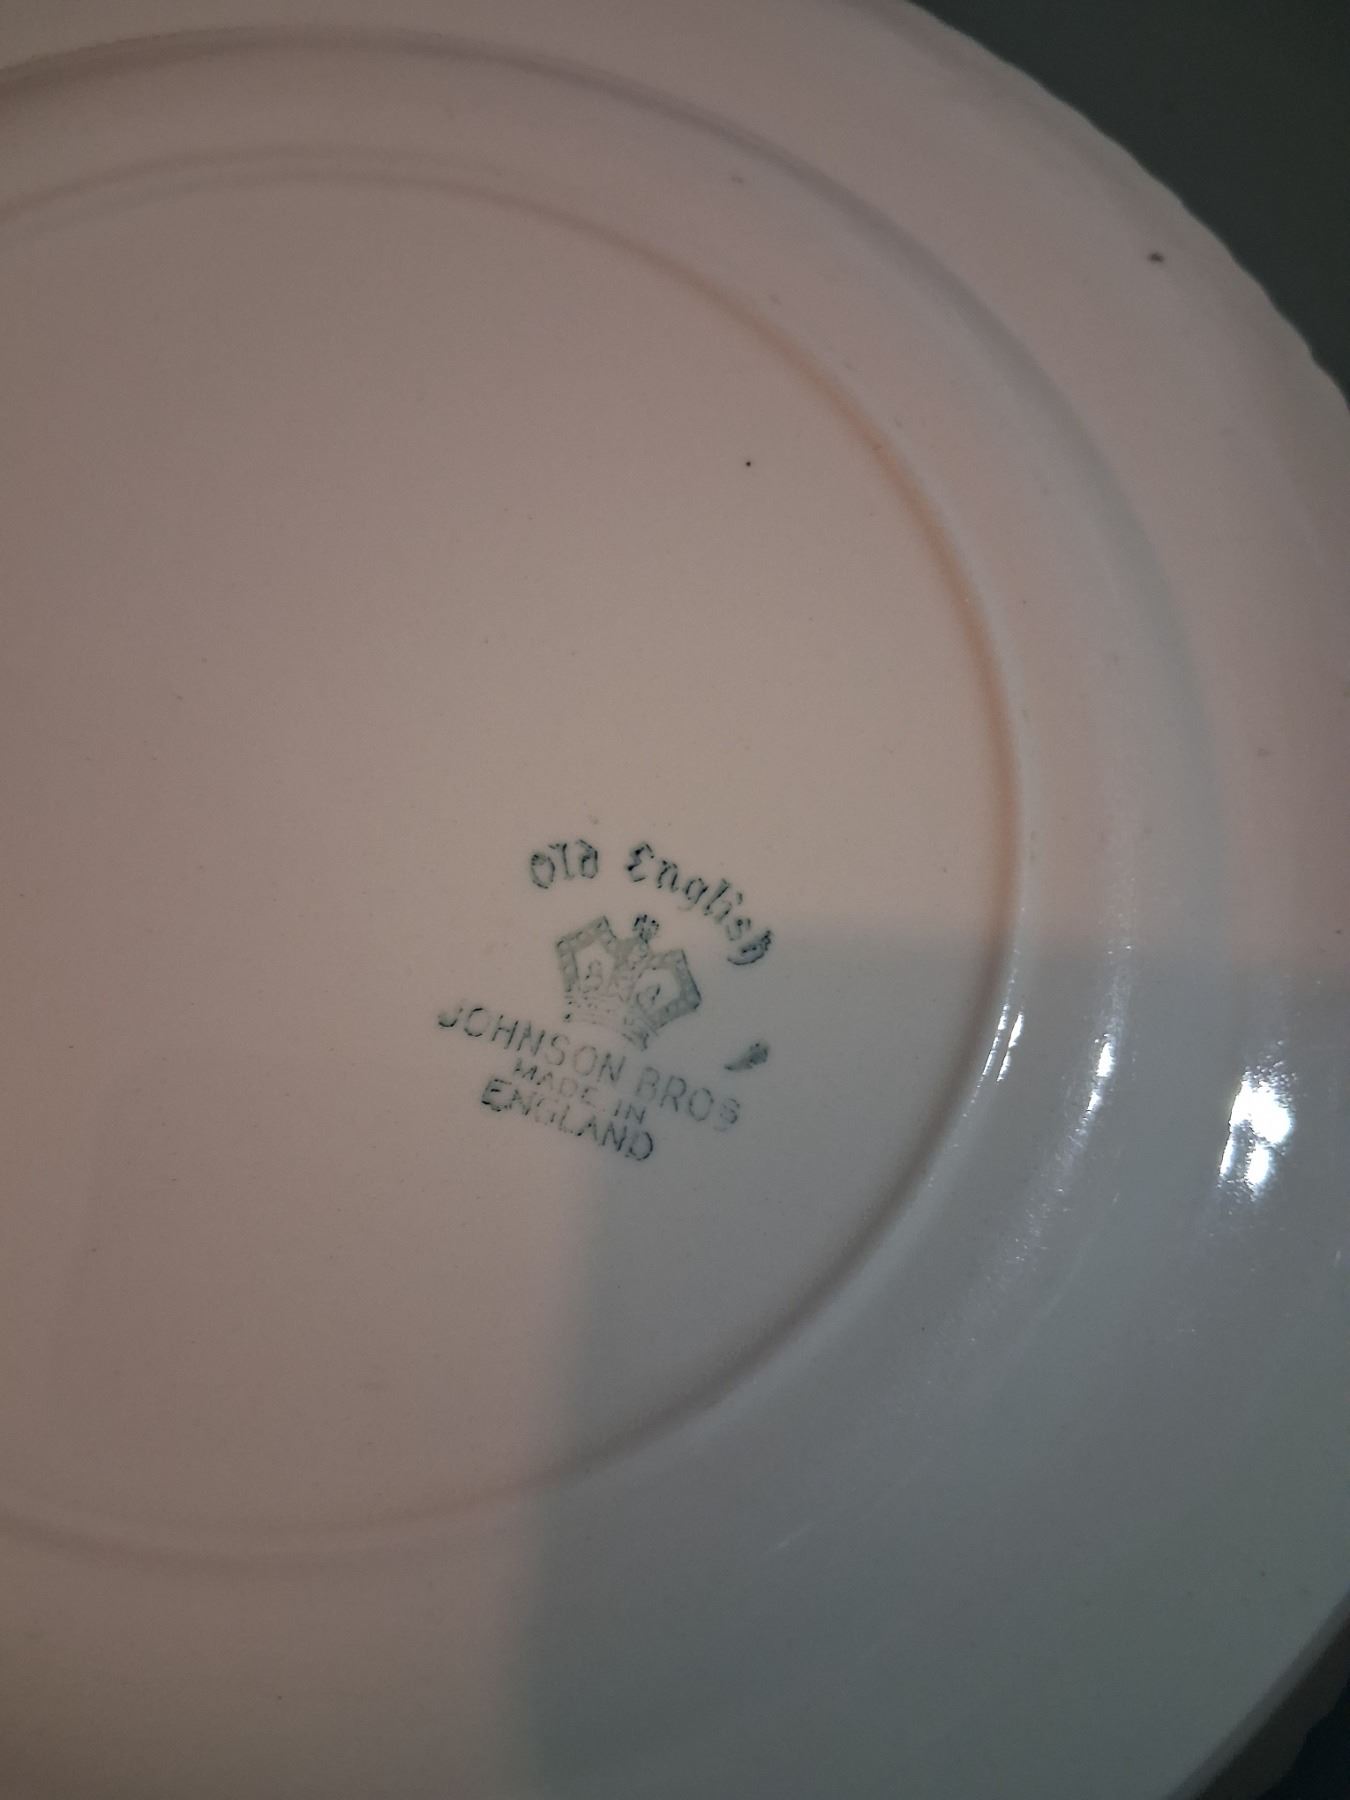 Old English
JOHNSON BROS
MADE IN
ENGLAND